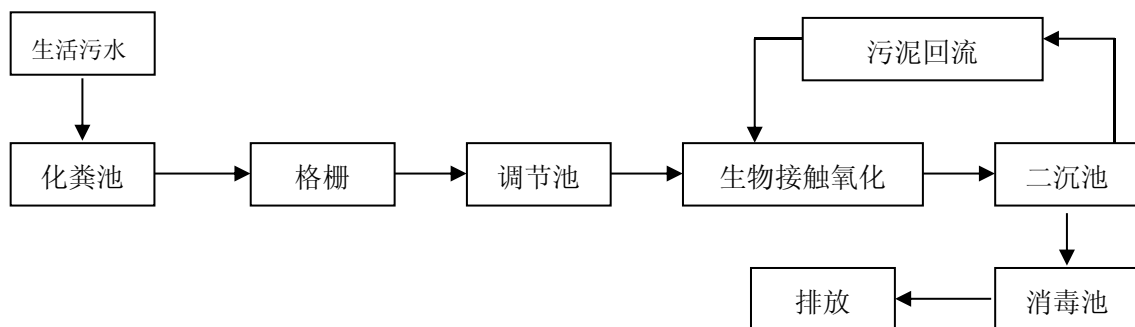 生活污水
污泥回流
化粪池
格栅
调节池
生物接触氧化
二沉池
排放
消毒池